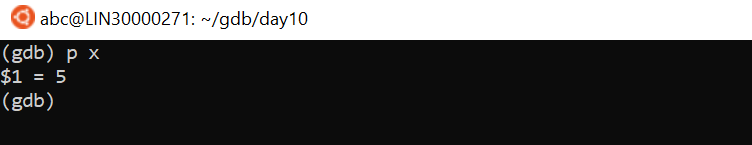 abc@LIN30000271: ~/gdb/day10
(gdb) p x
$1 = 5
(gdb)